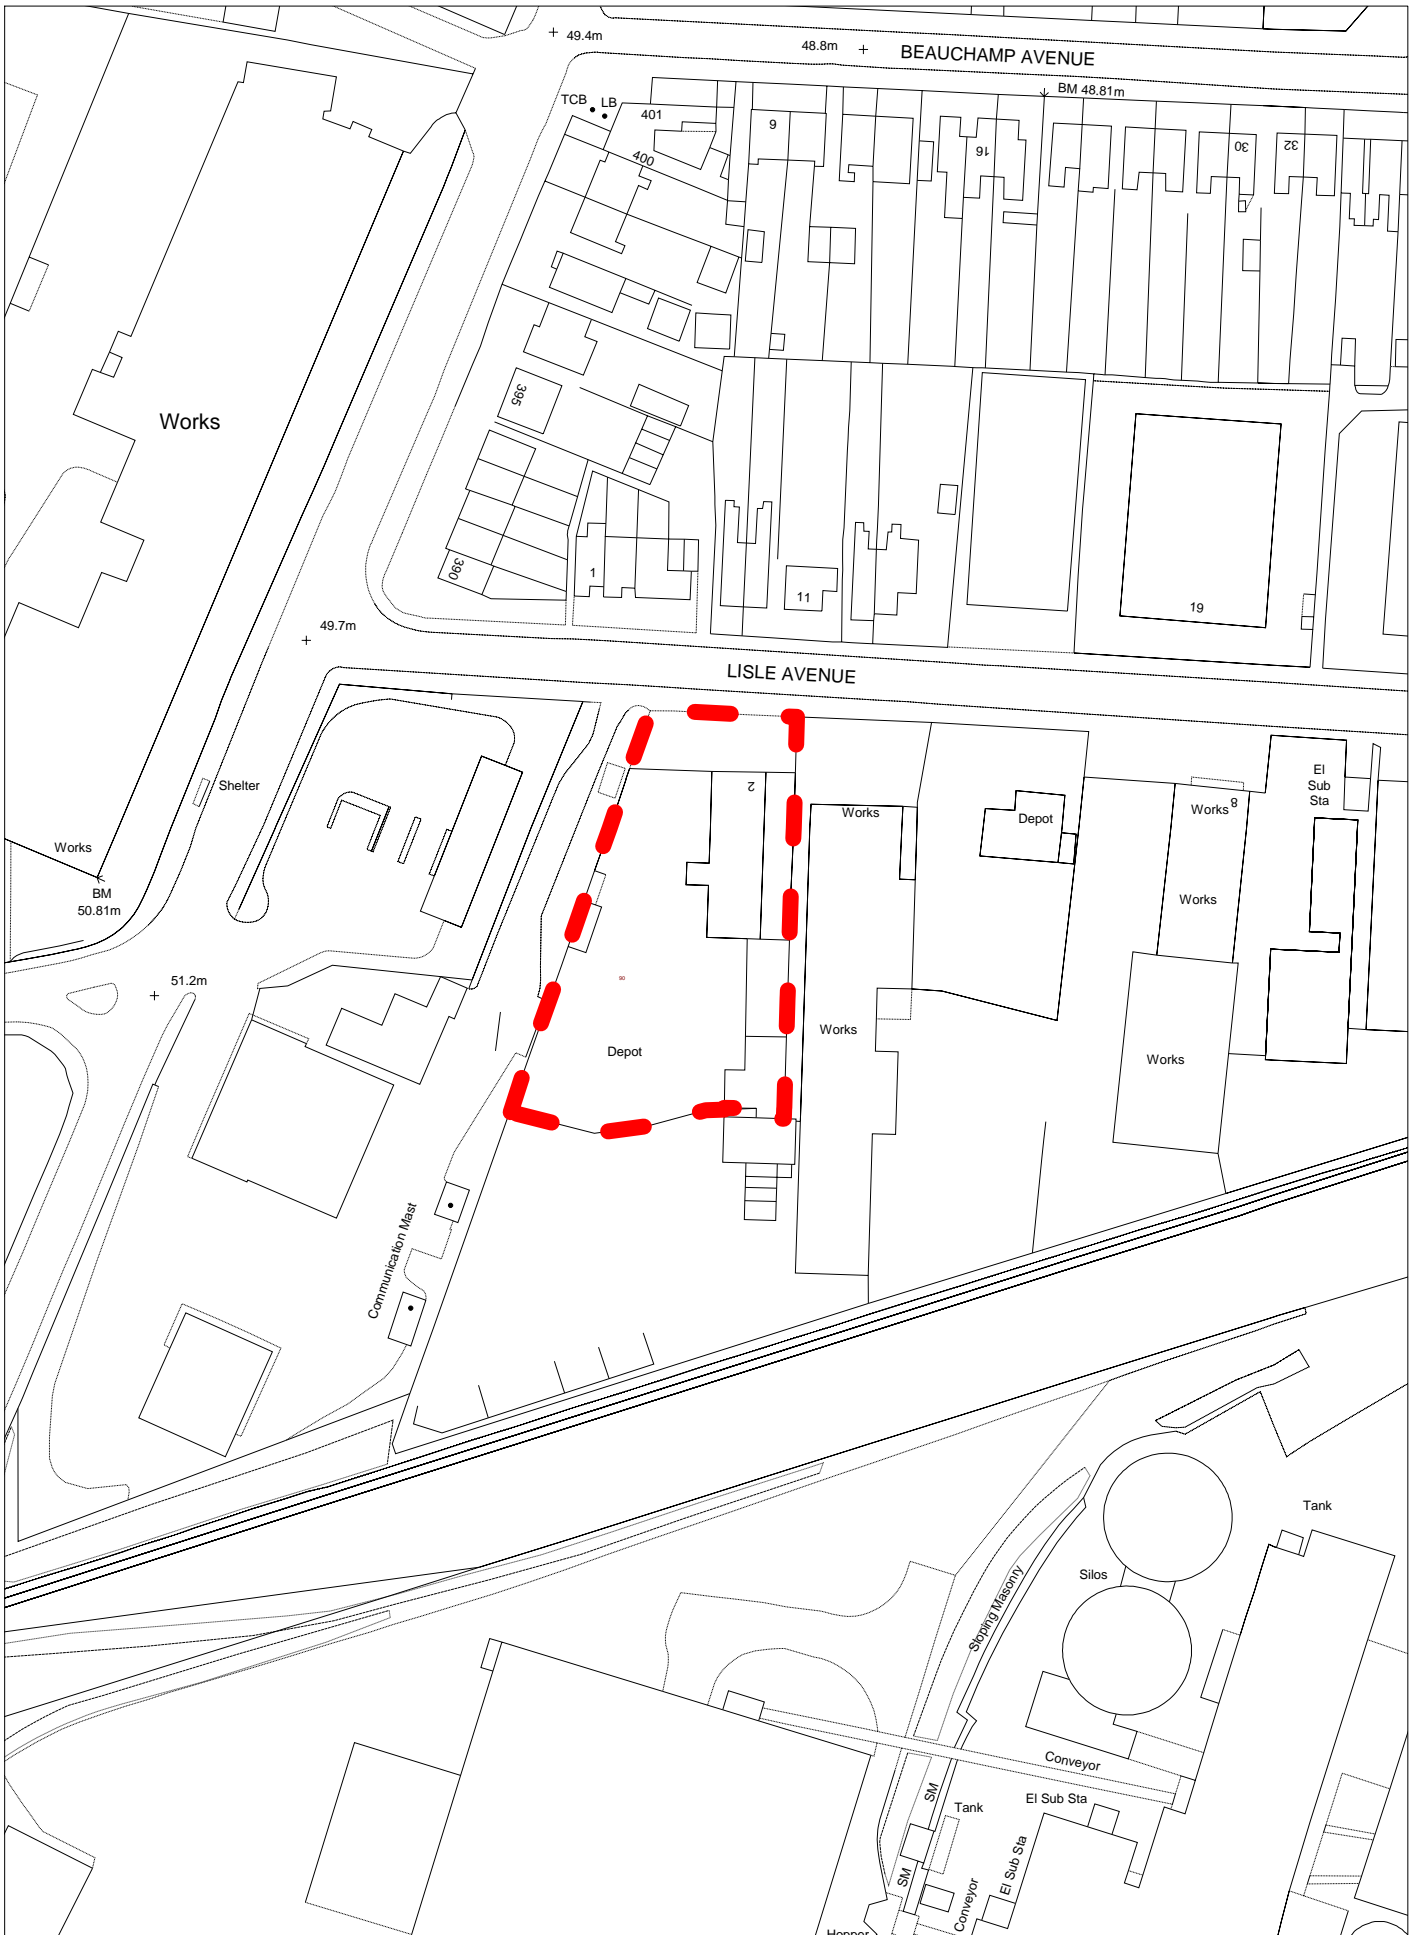 49.4m
48.8m
BEAUCHAMP AVENUE
BM 48.81m
TCB
LB
401
9
400
16
30
32
395
Works
390
1
11
19
49.7m
LISLE AVENUE
Shelter
2
Works
Depot
Works
8
El
Sub
Sta
Works
BM
50.81m
Works
51.2m
90
Depot
Works
Works
Communication Mast
Tank
Silos
Sloping Masonry
Conveyor
SM
Tank
El Sub Sta
El Sub Sta
SM
Conveyor
Hopper